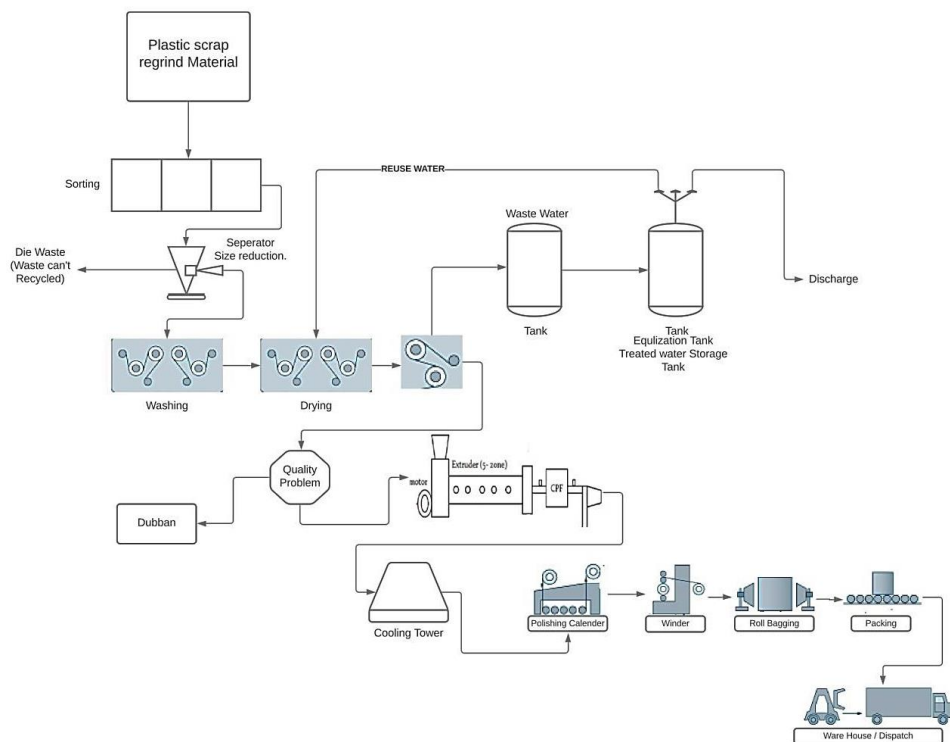 Plastic scrap
regrind Material
Sorting
REUSE WATER
Seperator
Size reduction.
Die Waste
(Waste can't
Recycled)
Waste Water
Discharge
Tank
Tank
Equlization Tank
Treated water Storage
Tank
Washing
Drying
Quality
Problem
Extruder (5- zone)
motor
CPF
Dubban
Cooling Tower
Polishing Calender
Winder
Roll Bagging
Packing
Ware House / Dispatch